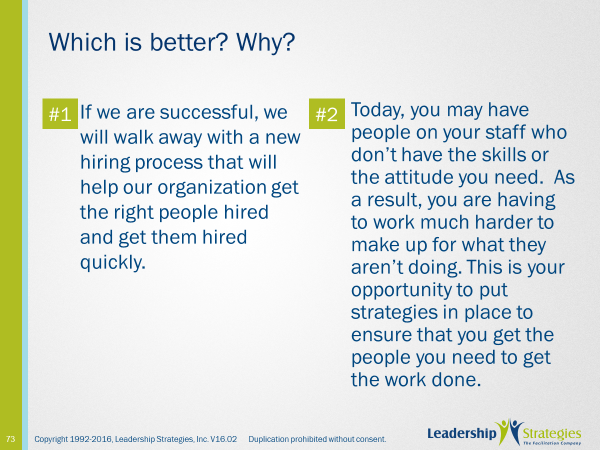 Which is better? Why?
#1
If we are successful, we
will walk away with a new
hiring process that will
help our organization get
the right people hired
and get them hired
quickly.
#2
Today, you may have
people on your staff who
don't have the skills or
the attitude you need.  As
a result, you are having
to work much harder to
make up for what they
aren't doing. This is your
opportunity to put
strategies in place to
ensure that you get the
people you need to get
the work done.
73
Copyright 1992-2016, Leadership Strategies, Inc. V16.02    Duplication prohibited without consent.
Leadership Strategies
The Facilitation Company